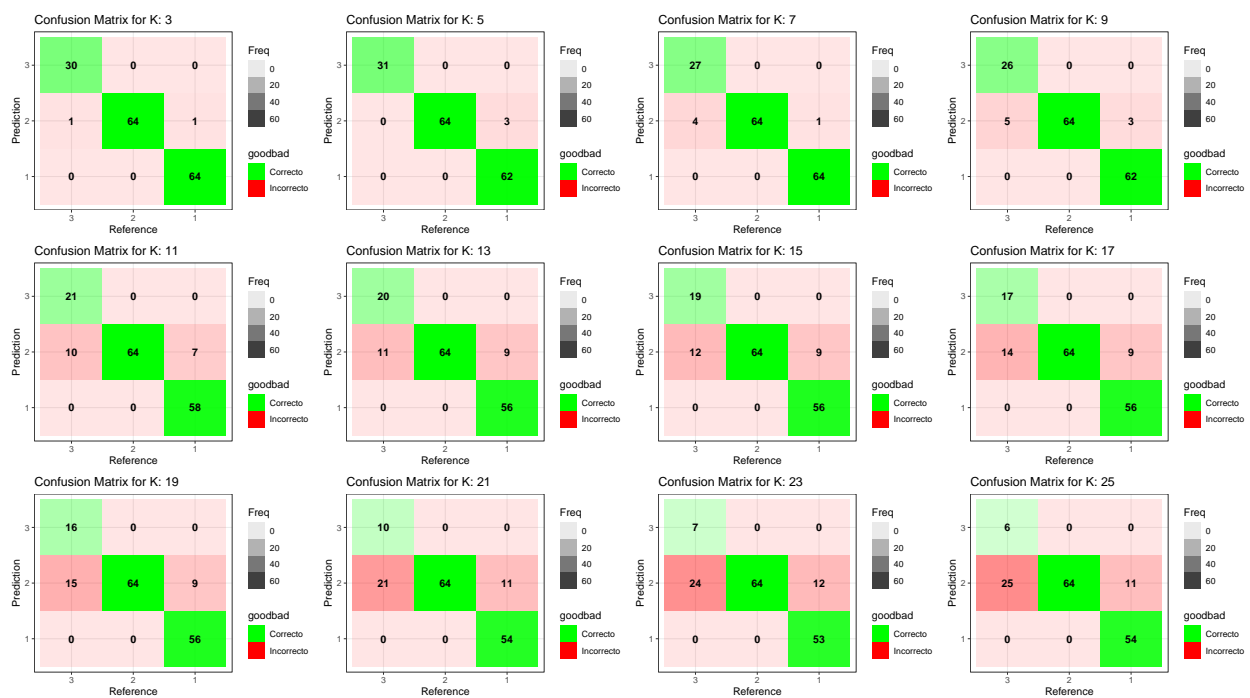 Confusion Matrix for K: 3
Prediction
3
2
1
30 0 0
1 64 1
0 0 64
3 2 1
Reference
Freq
0
20
40
60
goodbad
Correcto
Incorrecto
Confusion Matrix for K: 5
Prediction
3
2
1
31 0 0
0 64 3
0 0 62
3 2 1
Reference
Freq
0
20
40
60
goodbad
Correcto
Incorrecto
Confusion Matrix for K: 7
Prediction
3
2
1
27 0 0
4 64 1
0 0 64
3 2 1
Reference
Freq
0
20
40
60
goodbad
Correcto
Incorrecto
Confusion Matrix for K: 9
Prediction
3
2
1
26 0 0
5 64 3
0 0 62
3 2 1
Reference
Freq
0
20
40
60
goodbad
Correcto
Incorrecto
Confusion Matrix for K: 11
Prediction
3
2
1
21 0 0
10 64 7
0 0 58
3 2 1
Reference
Freq
0
20
40
60
goodbad
Correcto
Incorrecto
Confusion Matrix for K: 13
Prediction
3
2
1
20 0 0
11 64 9
0 0 56
3 2 1
Reference
Freq
0
20
40
60
goodbad
Correcto
Incorrecto
Confusion Matrix for K: 15
Prediction
3
2
1
19 0 0
12 64 9
0 0 56
3 2 1
Reference
Freq
0
20
40
60
goodbad
Correcto
Incorrecto
Confusion Matrix for K: 17
Prediction
3
2
1
17 0 0
14 64 9
0 0 56
3 2 1
Reference
Freq
0
20
40
60
goodbad
Correcto
Incorrecto
Confusion Matrix for K: 19
Prediction
3
2
1
16 0 0
15 64 9
0 0 56
3 2 1
Reference
Freq
0
20
40
60
goodbad
Correcto
Incorrecto
Confusion Matrix for K: 21
Prediction
3
2
1
10 0 0
21 64 11
0 0 54
3 2 1
Reference
Freq
0
20
40
60
goodbad
Correcto
Incorrecto
Confusion Matrix for K: 23
Prediction
3
2
1
7 0 0
24 64 12
0 0 53
3 2 1
Reference
Freq
0
20
40
60
goodbad
Correcto
Incorrecto
Confusion Matrix for K: 25
Prediction
3
2
1
6 0 0
25 64 11
0 0 54
3 2 1
Reference
Freq
0
20
40
60
goodbad
Correcto
Incorrecto